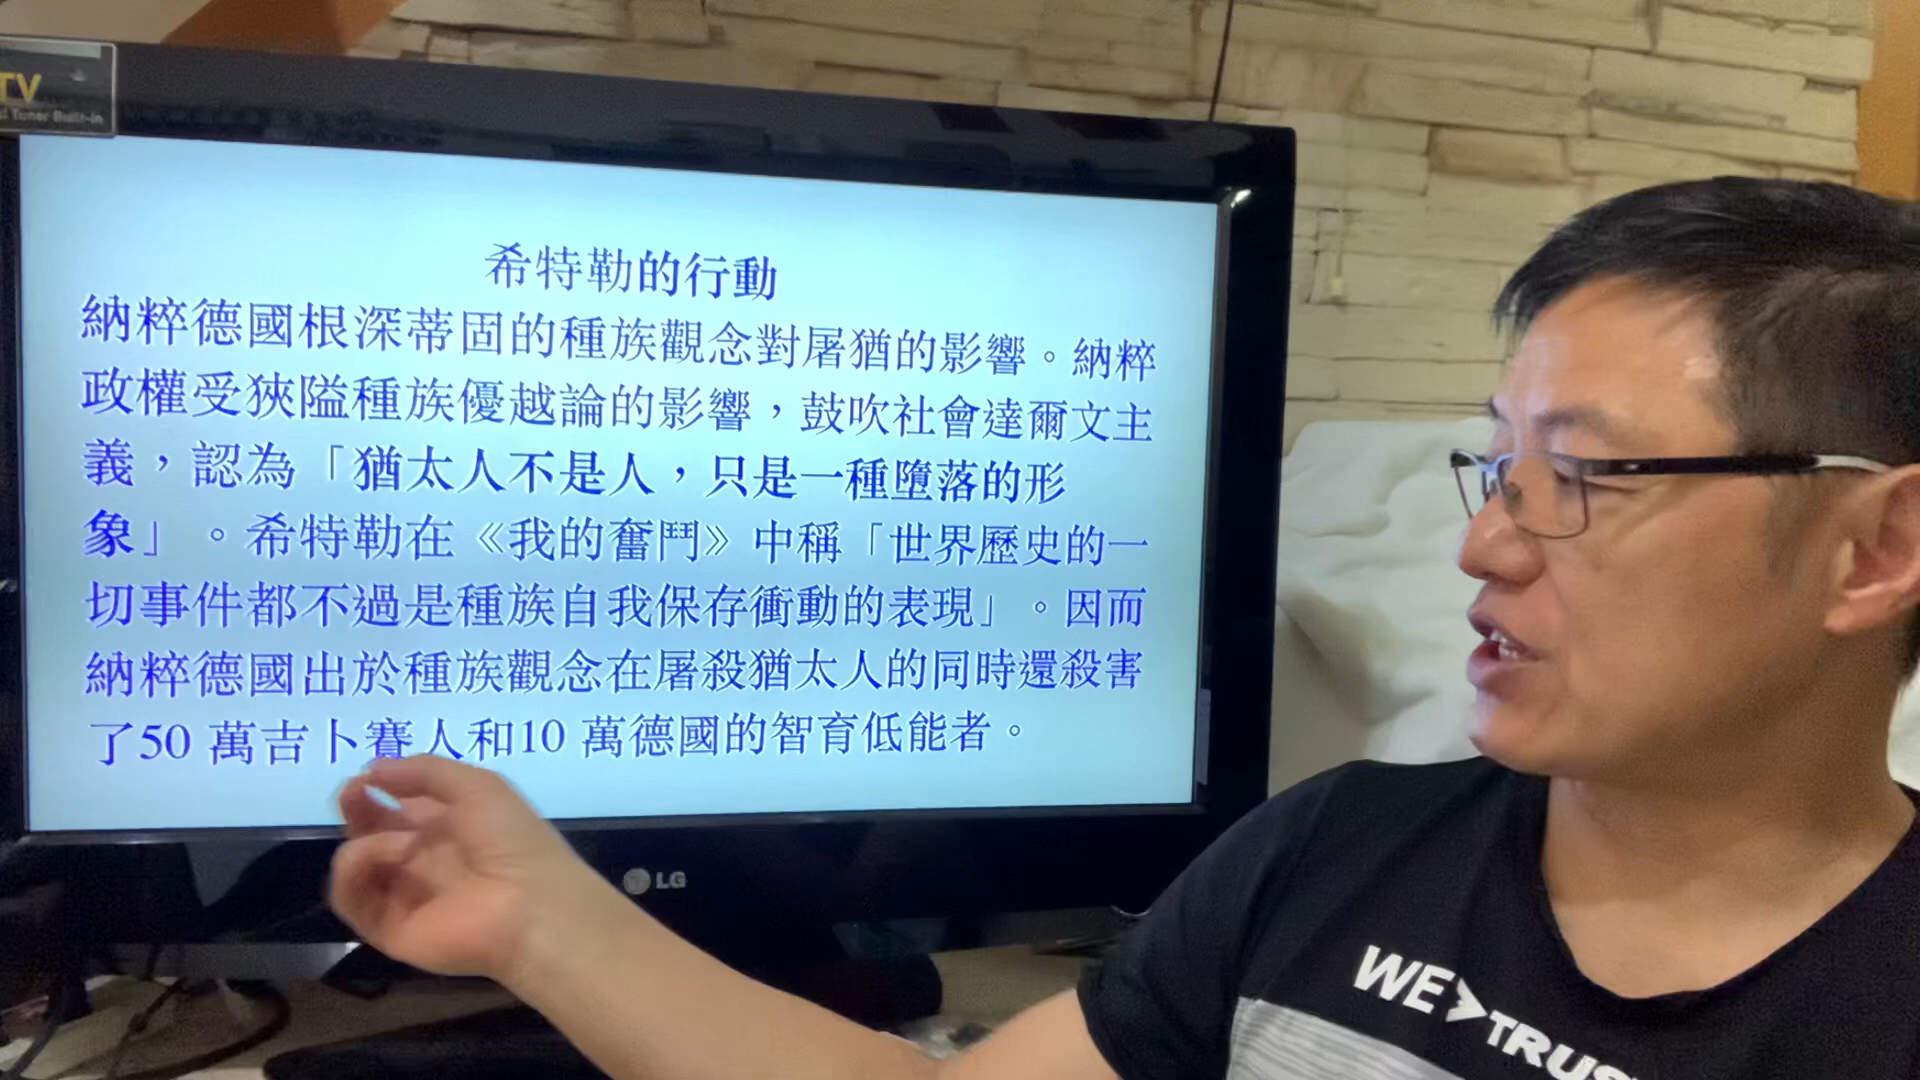 TV
Tuner Built-in
希特勒的行動
納粹德國根深蒂固的種族觀念對屠猶的影響。納粹
政權受狹隘種族優越論的影響，鼓吹社會達爾文主
義，認為「猶太人不是人，只是一種墮落的形
象」。希特勒在《我的奮鬥》中稱「世界歷史的一
切事件都不過是種族自我保存衝動的表現」。因而
納粹德國出於種族觀念在屠殺猶太人的同時還殺害
了50 萬吉卜賽人和10 萬德國的智育低能者。
LG
WE
TRUS